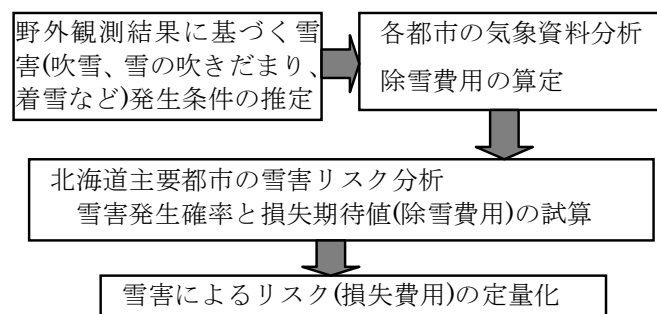 野外観測結果に基づく雪
害(吹雪、雪の吹きだまり、
着雪など)発生条件の推定
各都市の気象資料分析
除雪費用の算定
北海道主要都市の雪害リスク分析
雪害発生確率と損失期待値(除雪費用)の試算
雪害によるリスク(損失費用)の定量化